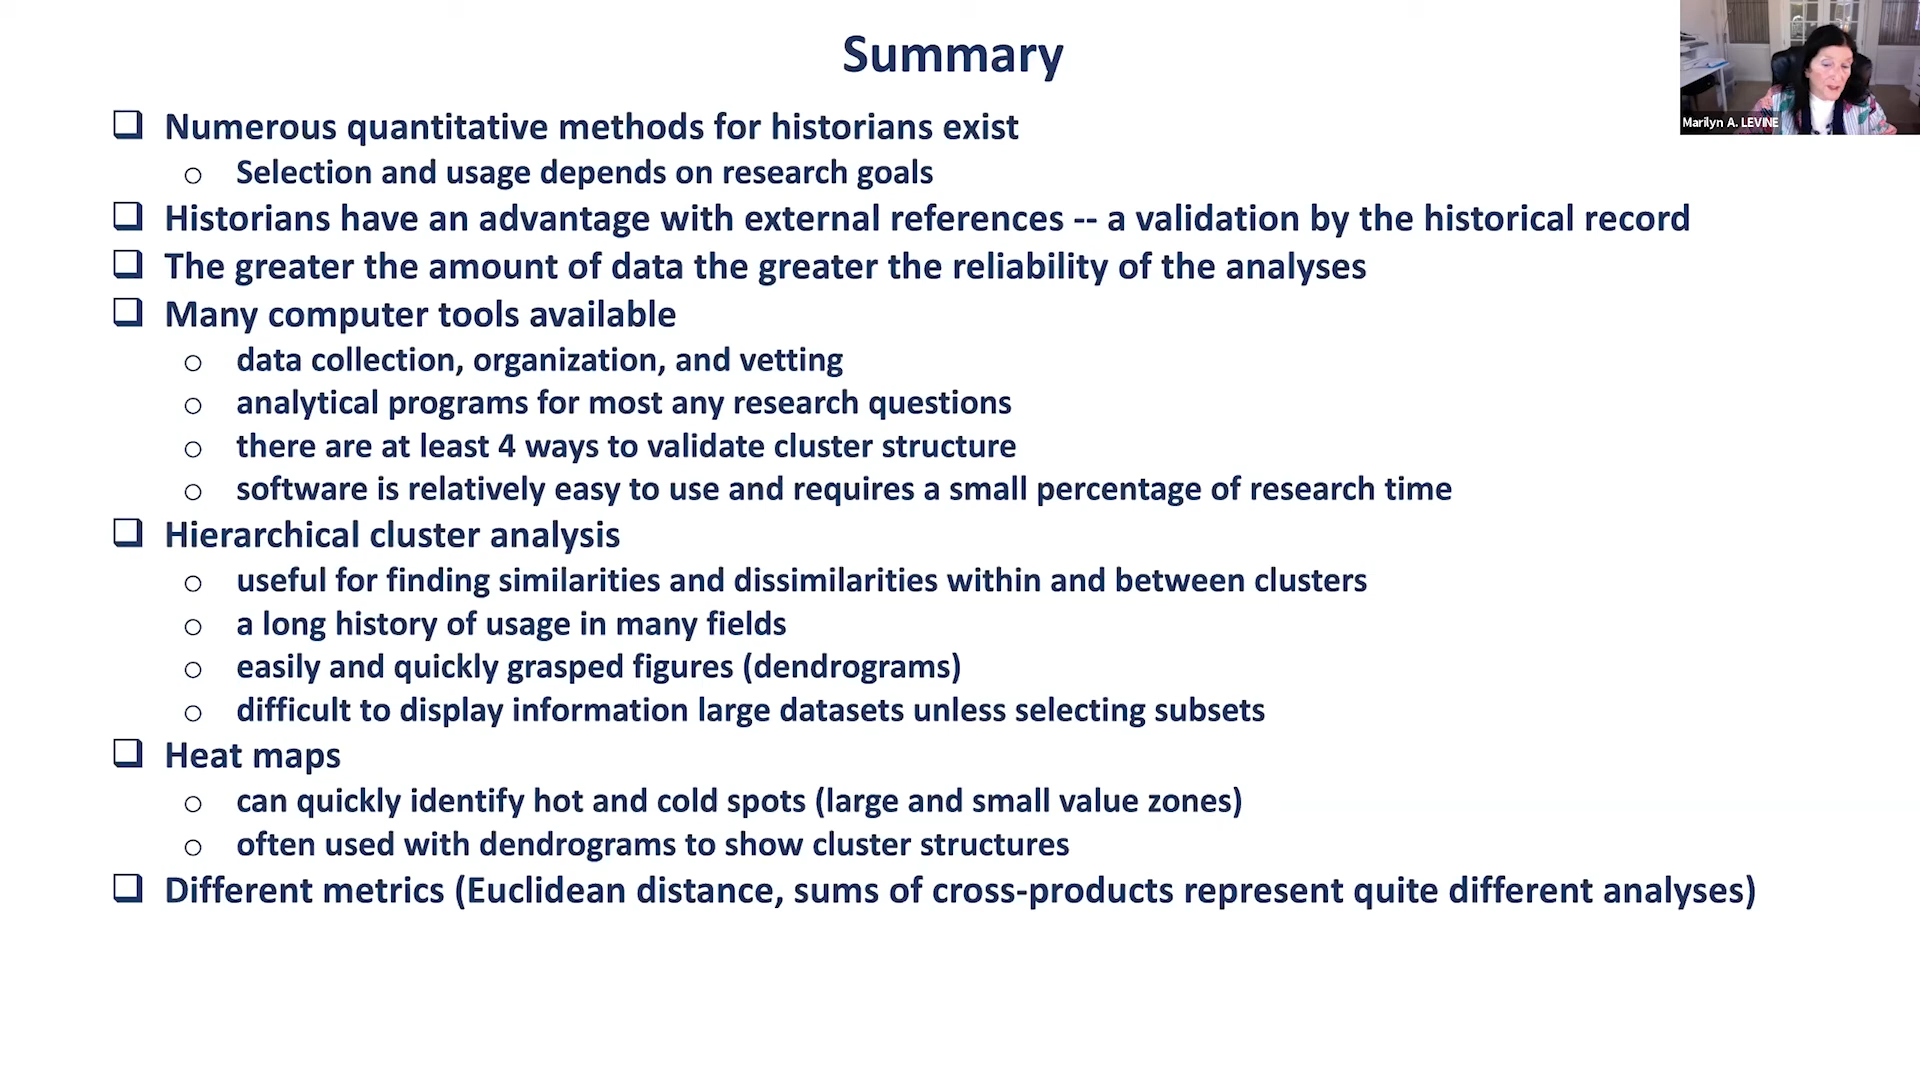 Summary
Marilyn A. LEVINE
❑ Numerous quantitative methods for historians exist
o Selection and usage depends on research goals
❑ Historians have an advantage with external references -- a validation by the historical record
❑ The greater the amount of data the greater the reliability of the analyses
❑ Many computer tools available
o data collection, organization, and vetting
o analytical programs for most any research questions
o there are at least 4 ways to validate cluster structure
o software is relatively easy to use and requires a small percentage of research time
❑ Hierarchical cluster analysis
o useful for finding similarities and dissimilarities within and between clusters
o a long history of usage in many fields
o easily and quickly grasped figures (dendrograms)
o difficult to display information large datasets unless selecting subsets
❑ Heat maps
o can quickly identify hot and cold spots (large and small value zones)
o often used with dendrograms to show cluster structures
❑ Different metrics (Euclidean distance, sums of cross-products represent quite different analyses)